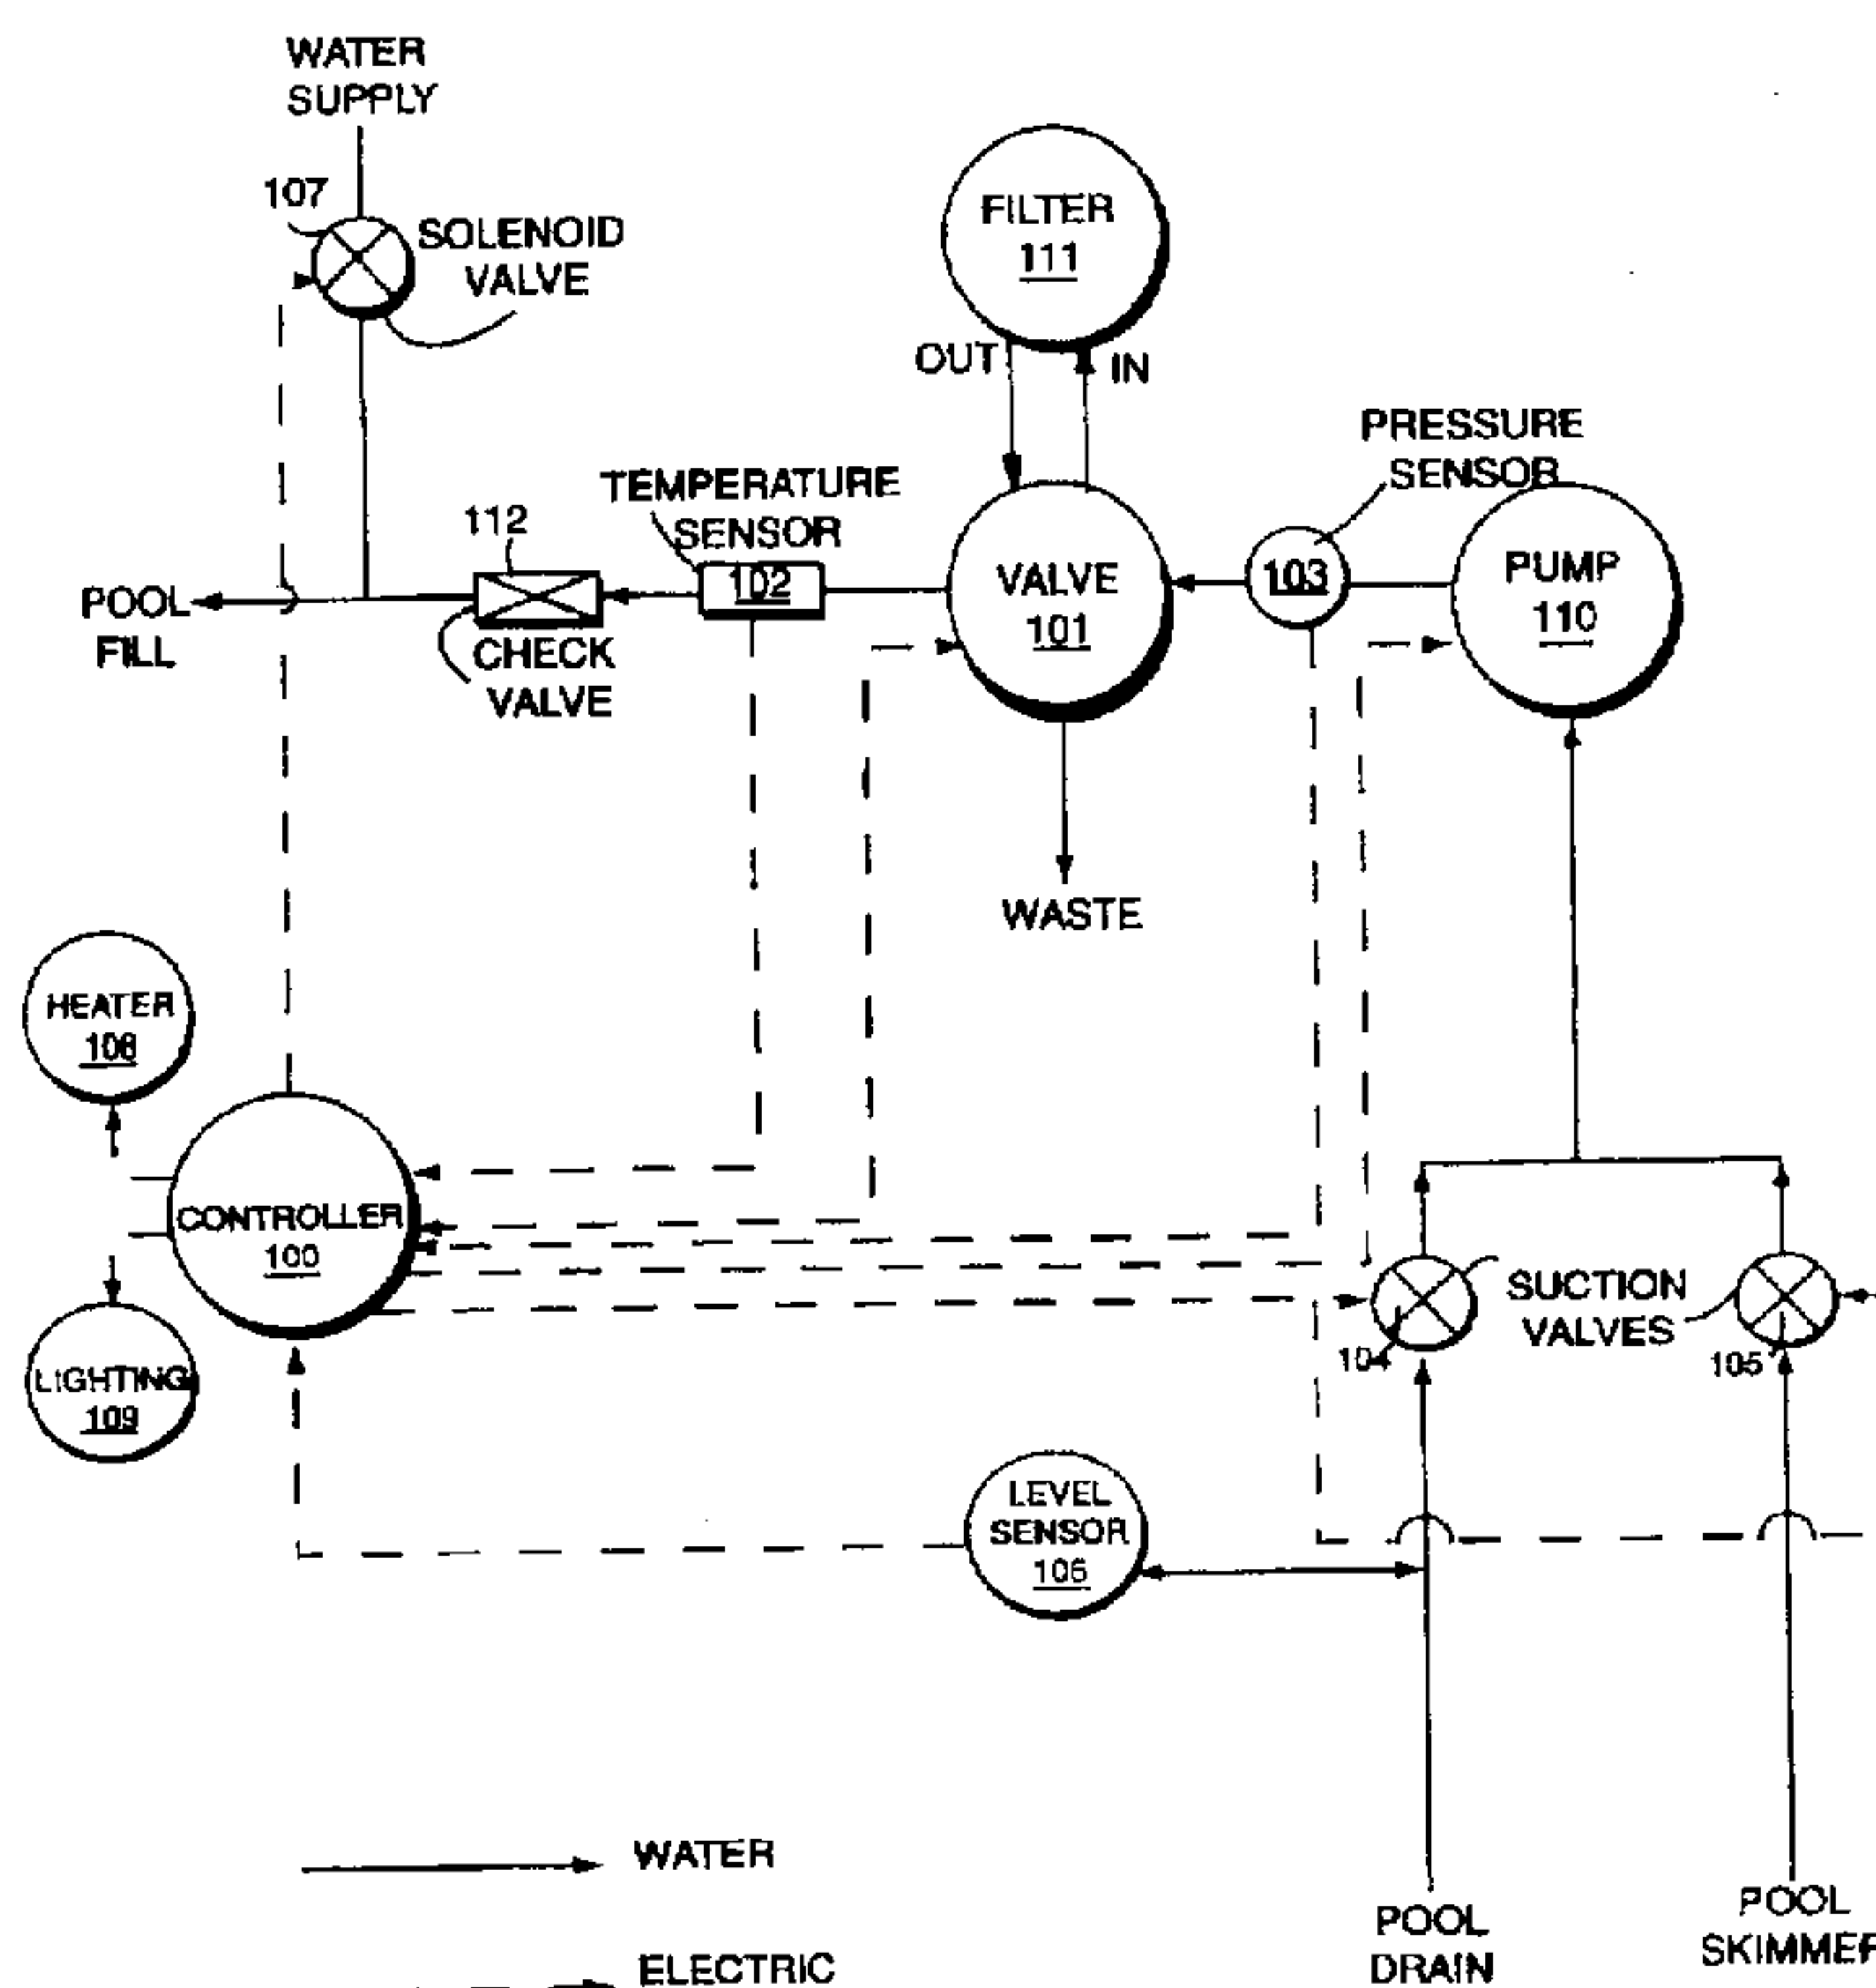 WATER
SUPPLY
107
SOLENOID
VALVE
FILTER
111
OUT
IN
PRESSURE
SENSOR
TEMPERATURE
SENSOR
112
102
VALVE
101
103
PUMP
110
POOL
FILL
CHECK
VALVE
WASTE
HEATER
108
CONTROLLER
100
LIGHTING
109
SUCTION
VALVES
104
105
LEVEL
SENSOR
106
WATER
ELECTRIC
POOL
DRAIN
POOL
SKIMMER